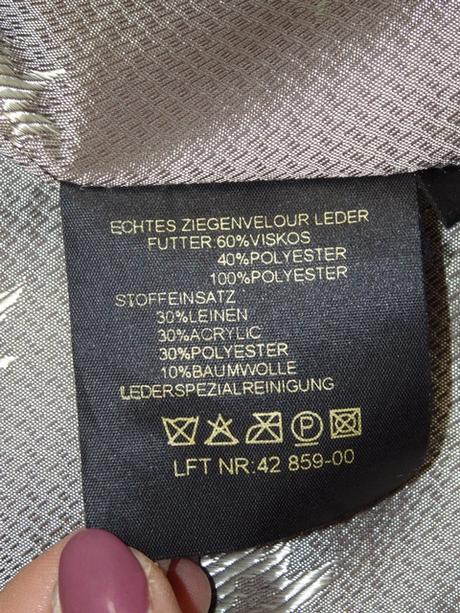 ECHTES ZIEGENVELOUR LEDER
FUTTER:60%VISKOS
40%POLYESTER
100%POLYESTER
STOFFEINSATZ
30%LEINEN
30%ACRYLIC
30%POLYESTER
10%BAUMWOLLE
LEDERSPEZIALREINIGUNG
P
LFT NR:42 859-00